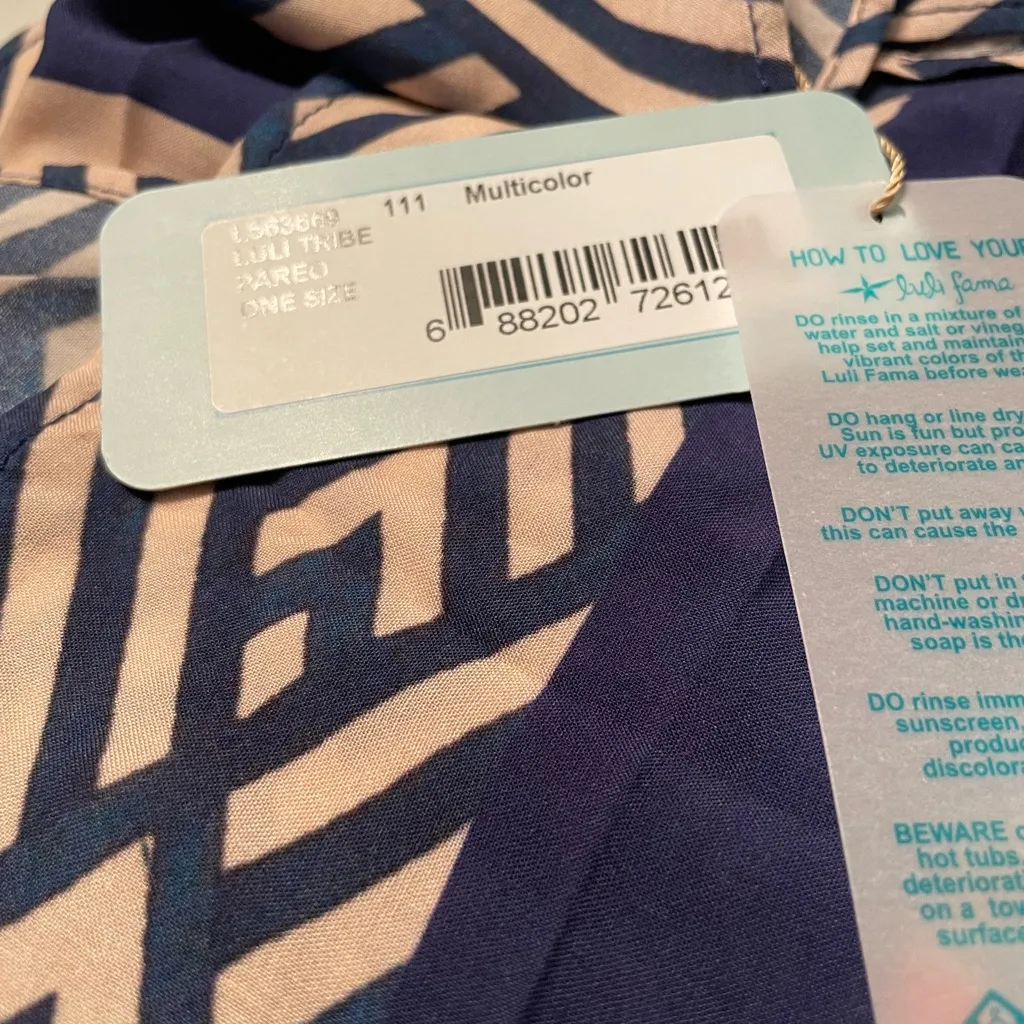 L563669
LULI TRIBE
PAREO
ONE SIZE
111 Multicolor
6 88202 72612
HOW TO LOVE YOUR
luli fama
DO rinse in a mixture of
water and salt or vineg
help set and maintain
vibrant colors of th
Luli Fama before wea
DO hang or line dry
Sun is fun but pro
UV exposure can ca
to deteriorate an
DON'T put away
this can cause the
DON'T put in
machine or dr
hand-washin
soap is the
DO rinse imm
sunscreen,
produc
discolora
BEWARE o
hot tubs,
deteriorat
on a tow
surface